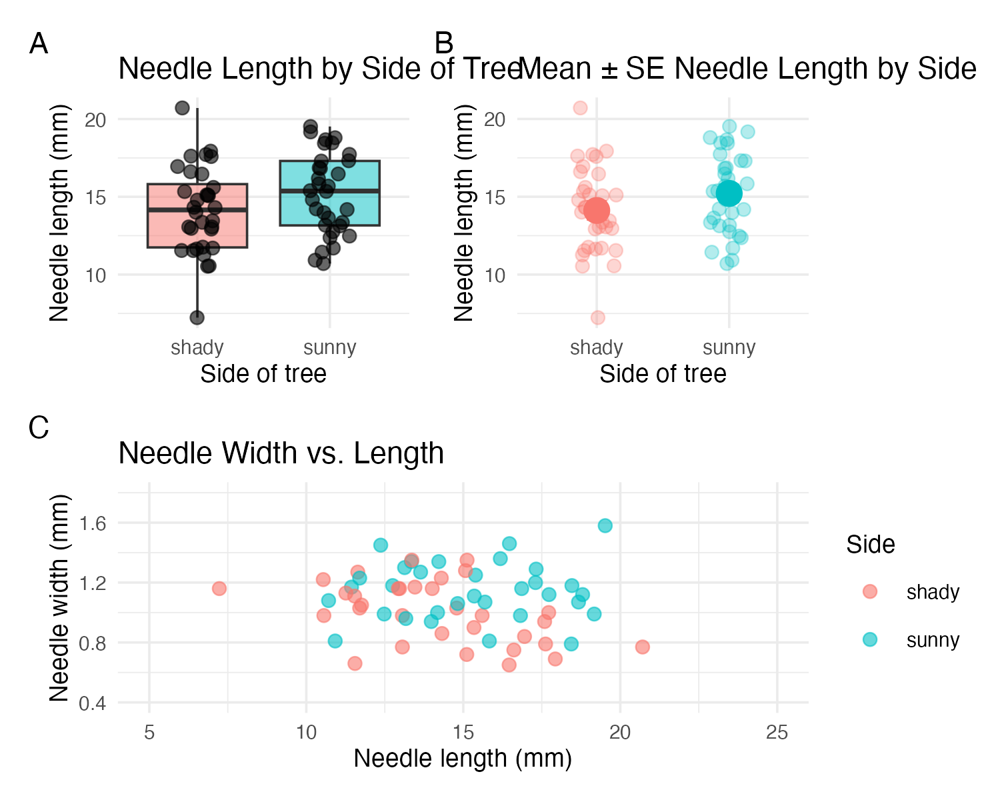 A
Needle Length by Side of Tree
Needle length (mm)
20
15
10
shady
sunny
Side of tree
B
Mean ± SE Needle Length by Side
Needle length (mm)
20
15
10
shady
sunny
Side of tree
C
Needle Width vs. Length
Needle width (mm)
1.6
1.2
0.8
0.4
5
10
15
20
25
Needle length (mm)
Side
shady
sunny